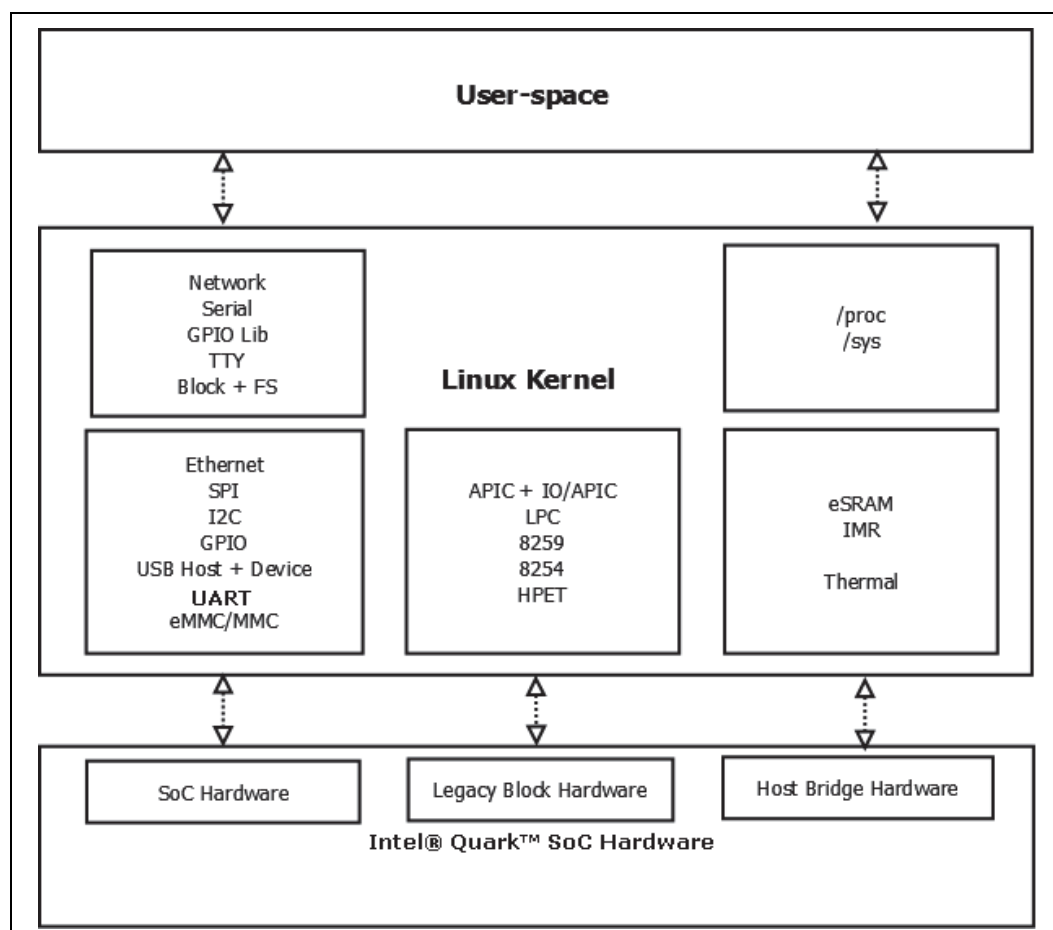 User-space
Network
Serial
GPIO Lib
TTY
Block + FS
/proc
/sys
Linux Kernel
Ethernet
SPI
I2C
GPIO
USB Host + Device
UART
eMMC/MMC
APIC + IO/APIC
LPC
8259
8254
HPET
eSRAM
IMR
Thermal
SoC Hardware
Legacy Block Hardware
Host Bridge Hardware
Intel® Quark™ SoC Hardware